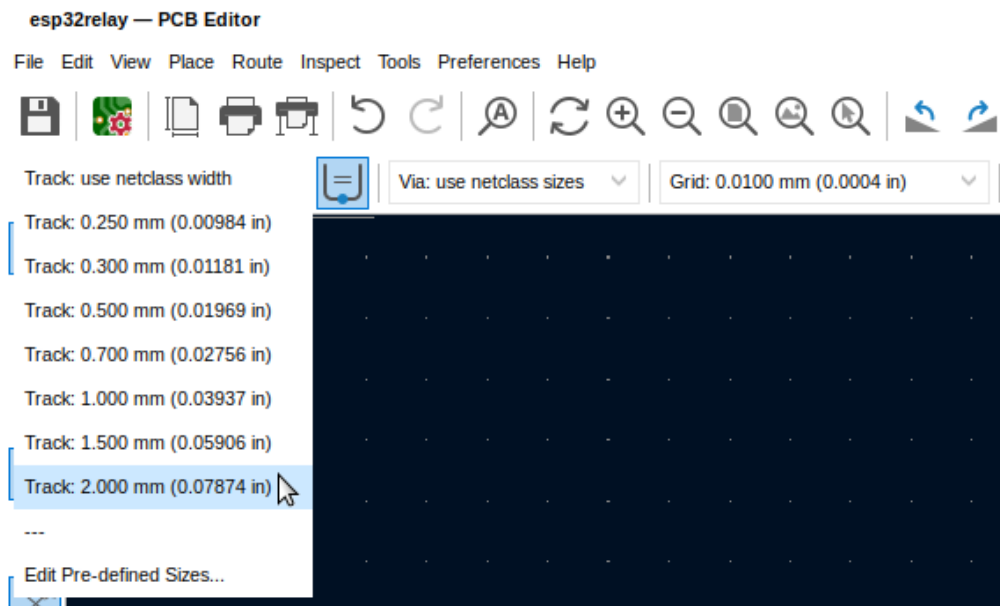 esp32relay — PCB Editor
File Edit View Place Route Inspect Tools Preferences Help
Track: use netclass width
Via: use netclass sizes
Grid: 0.0100 mm (0.0004 in)
Track: 0.250 mm (0.00984 in)
Track: 0.300 mm (0.01181 in)
Track: 0.500 mm (0.01969 in)
Track: 0.700 mm (0.02756 in)
Track: 1.000 mm (0.03937 in)
Track: 1.500 mm (0.05906 in)
Track: 2.000 mm (0.07874 in)
---
Edit Pre-defined Sizes...